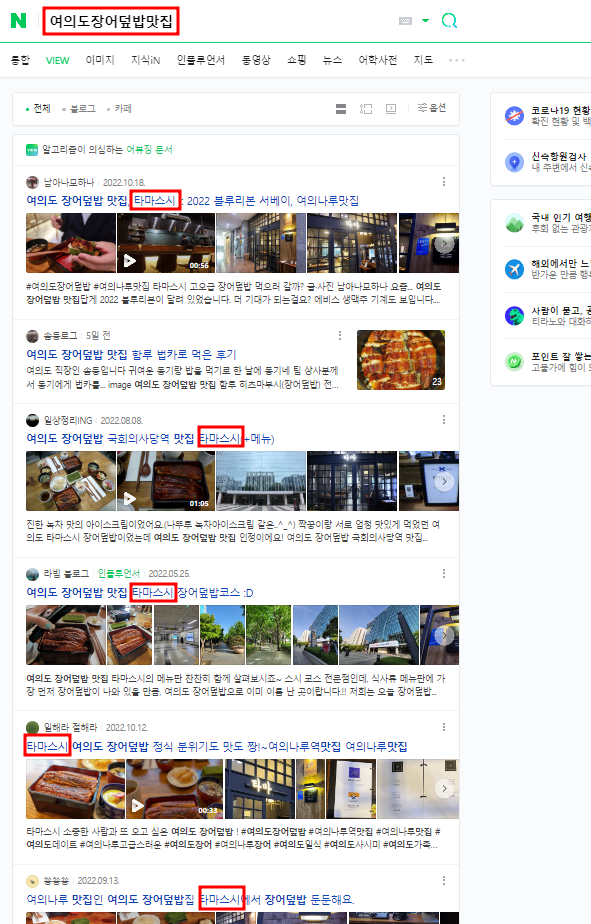 N 여의도장어덮밥맛집
통합 VIEW 이미지 지식iN 인플루언서 동영상 쇼핑 뉴스 어학사전 지도
전체 블로그 카페 옵션
알고리즘이 의심하는 어뷰징 문서
날아나모하나 2022.10.18.
여의도 장어덮밥 맛집, 타마스시 : 2022 블루리본 서베이, 여의나루맛집
00:56
#여의도장어덮밥 #여의나루맛집 타마스시 고오급 장어덮밥 먹으러 갈까? 글·사진 날아나모하나 요즘... 여의도
장어덮밥 맛집답게 2022 블루리본이 달려 있었습니다. 더 기대가 되는걸요? 에비스 생맥주 기계도 보입니다....
솜동로그 5일 전
여의도 장어덮밥 맛집 함루 법카로 먹은 후기
여의도 직장인 솜동입니다 귀여운 동기랑 밥을 먹기로 한 날에 동기네 팀 상사분께
서 동기에게 법카를... image 여의도 장어덮밥 맛집 함루 히츠마부시(장어덮밥) 전...
23
일상정리ING 2022.08.08.
여의도 장어덮밥 국회의사당역 맛집 타마스시(+메뉴)
01:05
진한 녹차 맛의 아이스크림이었어요.(나뚜루 녹차아이스크림 같은..^_^) 짝꿍이랑 서로 엄청 맛있게 먹었던 여
의도 타마스시 장어덮밥이었는데 여의도 장어덮밥 맛집 인정이에요! 여의도 장어덮밥 국회의사당역 맛집...
라빔 블로그 인플루언서 2022.05.25.
여의도 장어덮밥 맛집 타마스시 장어덮밥코스 :D
여의도 장어덮밥 맛집 타마스시의 메뉴판 찬찬히 함께 살펴보시죠~ 스시 코스 전문점인데, 식사류 메뉴판에 가
장 먼저 장어덮밥이 나와 있을 만큼, 여의도 장어덮밥으로 이미 이름 난 곳이랍니다.!! 저희는 오늘 장어덮밥...
일해라 절해라 2022.10.12.
타마스시 여의도 장어덮밥 정식 분위기도 맛도 짱!~여의나루역맛집 여의나루맛집
00:33
타마
타마스시 소중한 사람과 또 오고 싶은 여의도 장어덮밥 ! #여의도장어덮밥 #여의나루역맛집 #여의나루맛집 #
여의도데이트 #여의나루고급스러운 #여의도장어 #여의나루장어 #여의도일식 #여의도사시미 #여의도가족...
용용용 2022.09.13.
여의나루 맛집인 여의도 장어덮밥집 타마스시에서 장어덮밥 든든해요.
코로나19 현황
확진 현황 및 백
신속항원검사
내 주변에서 신속
국내 인기 여행
후회 없는 관광
해외에서만 느
반가운 만큼 행
사람이 묻고, 공
티라노와 대화하
포인트 잘 쌓는
고물가에 힘이 되